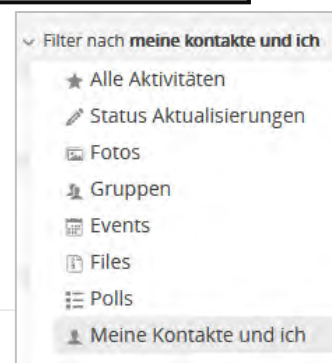 Filter nach meine kontakte und ich
Alle Aktivitäten
Status Aktualisierungen
Fotos
Gruppen
Events
Files
Polls
Meine Kontakte und ich